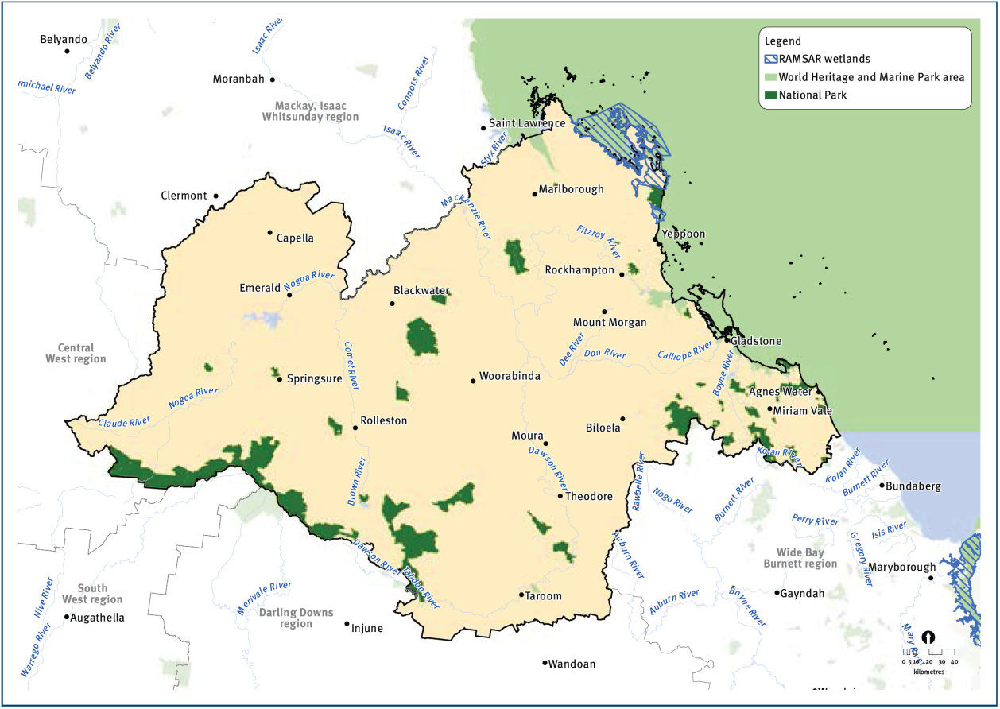 Legend
RAMSAR wetlands
World Heritage and Marine Park area
National Park
Belyando
Belyando River
Isaac River
rmichael River
Moranbah
Connors River
Mackay, Isaac
Whitsunday region
Isaac River
Saint Lawrence
Styx River
Clermont
Mackenzie River
Marlborough
Capella
Fitzroy River
Yeppoon
Emerald
Nogoa River
Blackwater
Rockhampton
Mount Morgan
Central
West region
Comet River
Dee River
Don River
Calliope River
Gladstone
Boyne River
Springsure
Woorabinda
Nogoa River
Agnes Water
Claude River
Rolleston
Biloela
Miriam Vale
Moura
Dawson River
Kolan River
Brown River
Rawbelle River
Kolan River
Burnett River
Bundaberg
Theodore
Nogo River
Burnett River
Perry River
Isis River
Dawson River
Auburn River
Gregory River
Wide Bay
Burnett region
Maryborough
Nive River
South
West region
Merivale River
Tahdon River
Taroom
Auburn River
Boyne River
Gayndah
Augathella
Darling Downs
region
Injune
Warrego River
Mary River
Wandoan
0 5 10 20 30 40
kilometres